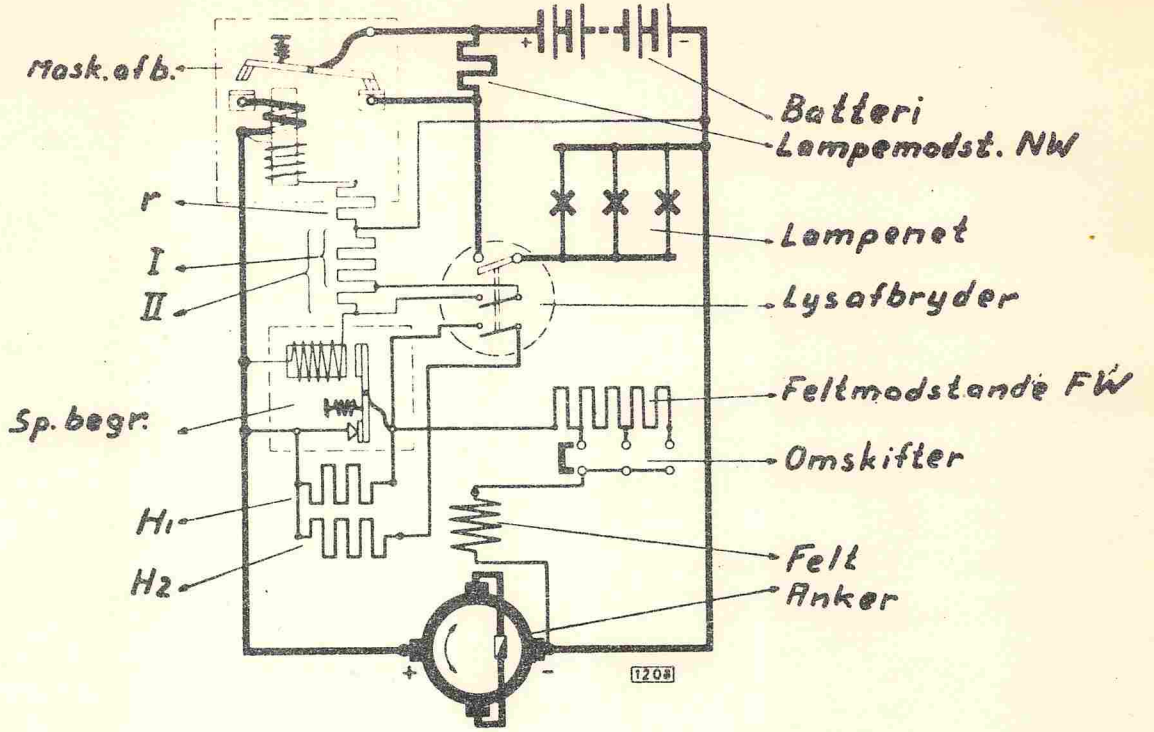 Mask.afb.
+
-
Batteri
Lampemodst. NW
r
Lampenet
I
II
Lysafbryder
Sp. begr.
Feltmodstande FW
Omskifter
H1
H2
Felt
Anker
+
-
1208